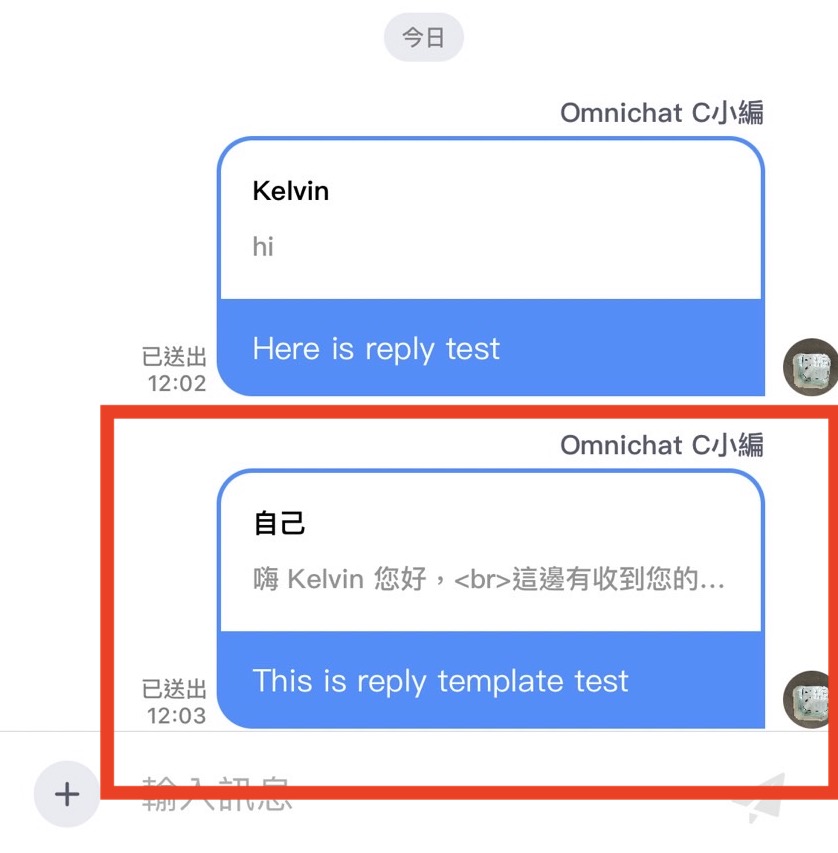 今日
Omnichat C小編
Kelvin
hi
Here is reply test
已送出
12:02
Omnichat C小編
自己
嗨 Kelvin 您好，<br>這邊有收到您的...
This is reply template test
已送出
12:03
輸入訊息